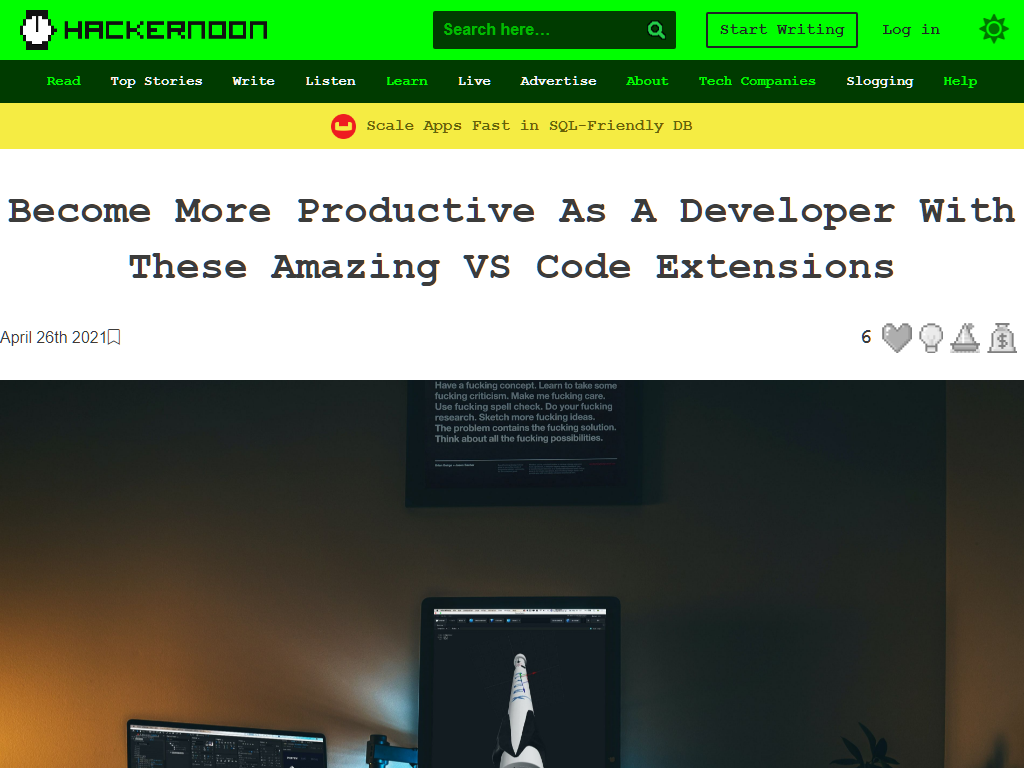 HACKERNOON
Search here...
Start Writing
Log in
Read Top Stories Write Listen Learn Live Advertise About Tech Companies Slogging Help
Scale Apps Fast in SQL-Friendly DB
Become More Productive As A Developer With
These Amazing VS Code Extensions
April 26th 2021
6
Have a fucking concept. Learn to take some
fucking criticism. Make me fucking care.
Use fucking spell check. Do your fucking
research. Sketch more fucking ideas.
The problem contains the fucking solution.
Think about all the fucking possibilities.